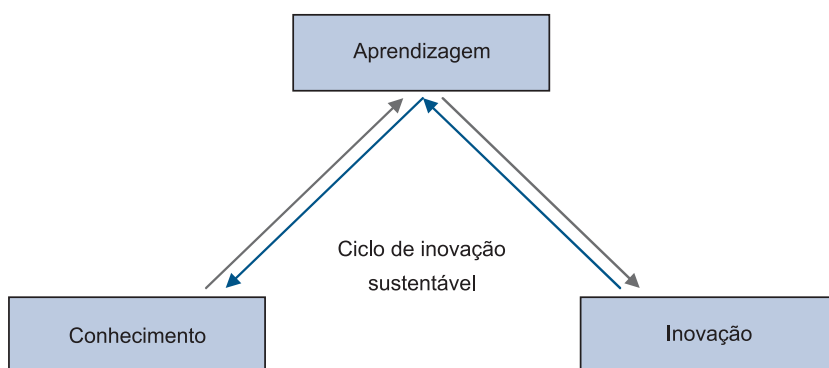 Aprendizagem
Ciclo de inovação
sustentável
Conhecimento
Inovação